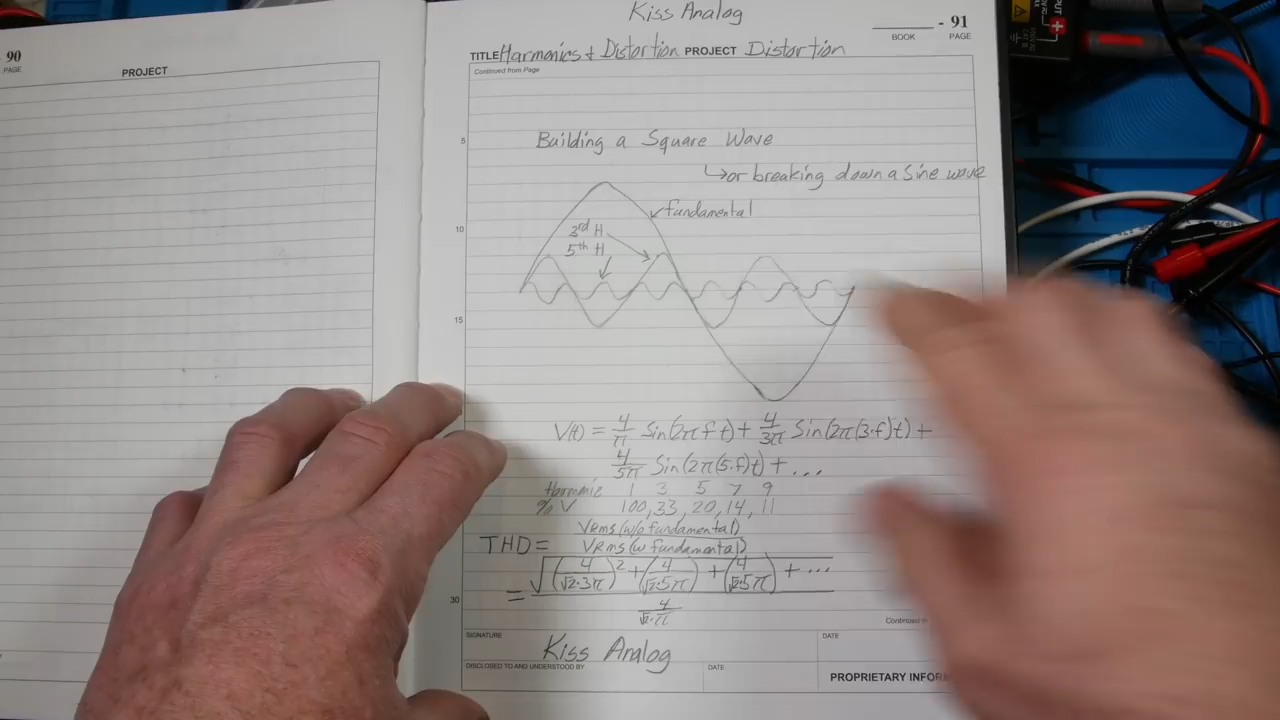 Kiss Analog
90
PAGE
PROJECT
- 91
BOOK PAGE
TITLE Harmonics & Distortion PROJECT Distortion
Continued from Page
5
Building a Square Wave
↳or breaking down a Sine wave
fundamental
10
3rd H
5th H
15
V(t) = 4/π Sin(2πft) + 4/3π Sin(2π(3·f)t) +
4/5π Sin(2π(5·f)t) + ...
Harmonic 1 3 5 7 9
% V 100, 33, 20, 14, 11
VRMS (w/o fundamental)
THD = VRMS (w fundamental)
= √(4/√2·3π)² + (4/√2·5π) + (4/√2·5π) + ...
30
4/√2·π
Continued
SIGNATURE
DATE
Kiss Analog
DISCLOSED TO AND UNDERSTOOD BY
DATE
PROPRIETARY INFOR